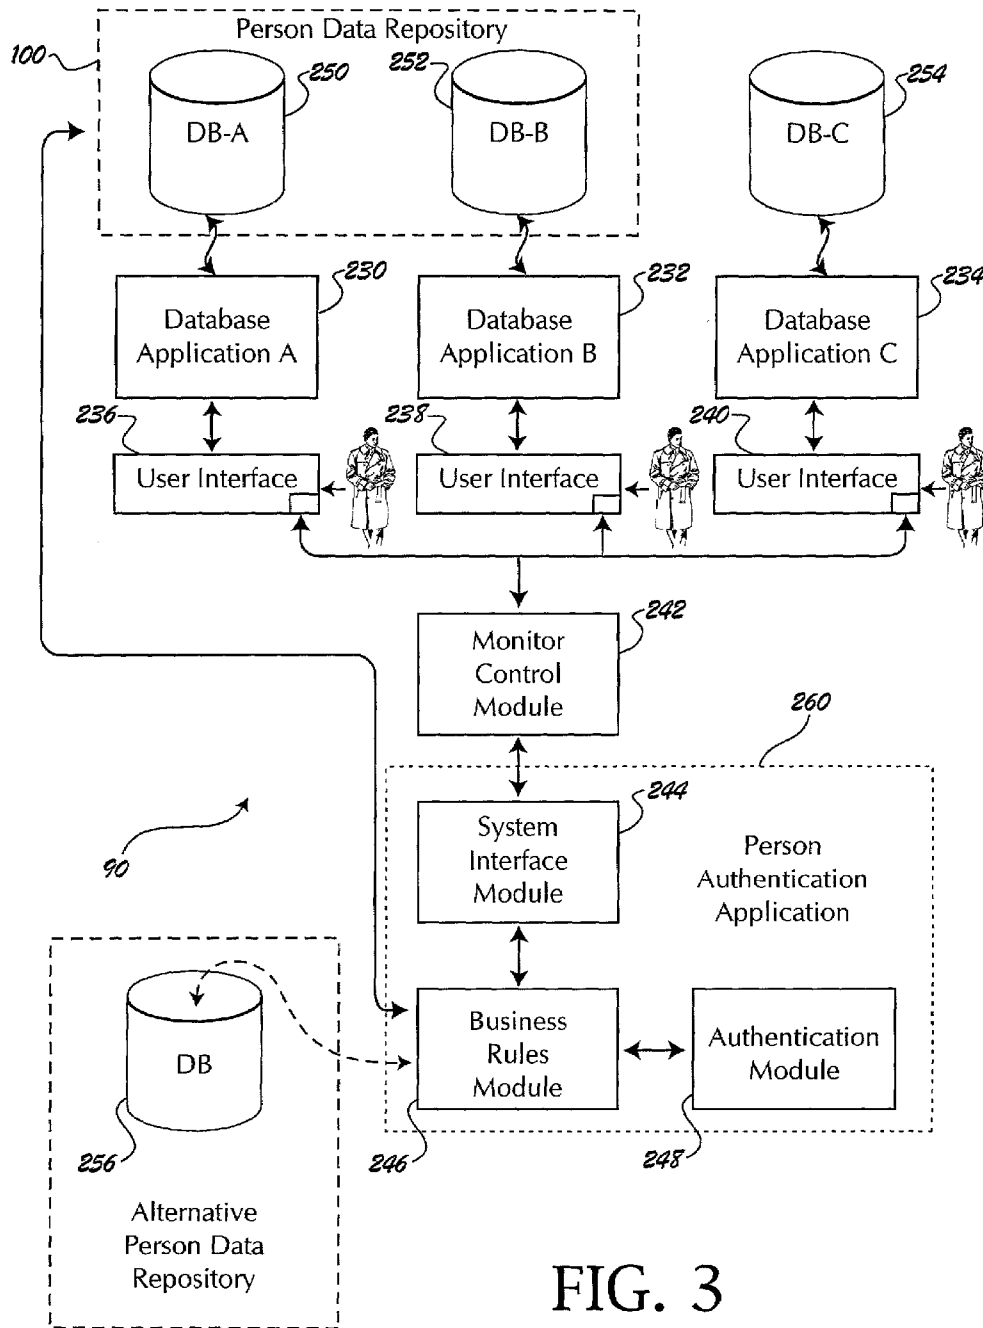 Person Data Repository
100
250
252
254
DB-A
DB-B
DB-C
230
232
234
Database
Application A
Database
Application B
Database
Application C
236
238
240
User Interface
User Interface
User Interface
242
Monitor
Control
Module
260
244
System
Interface
Module
Person
Authentication
Application
90
DB
Business
Rules
Module
Authentication
Module
256
246
248
Alternative
Person Data
Repository
FIG. 3